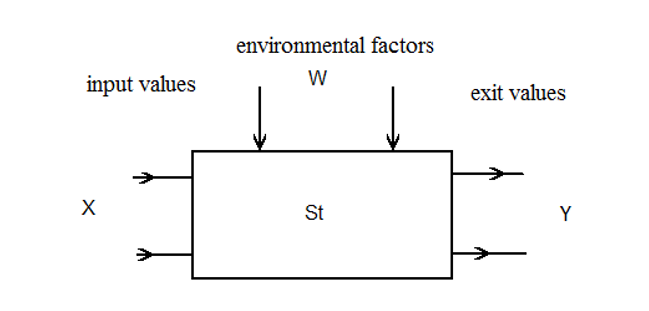 environmental factors
W
input values
exit values
X
St
Y